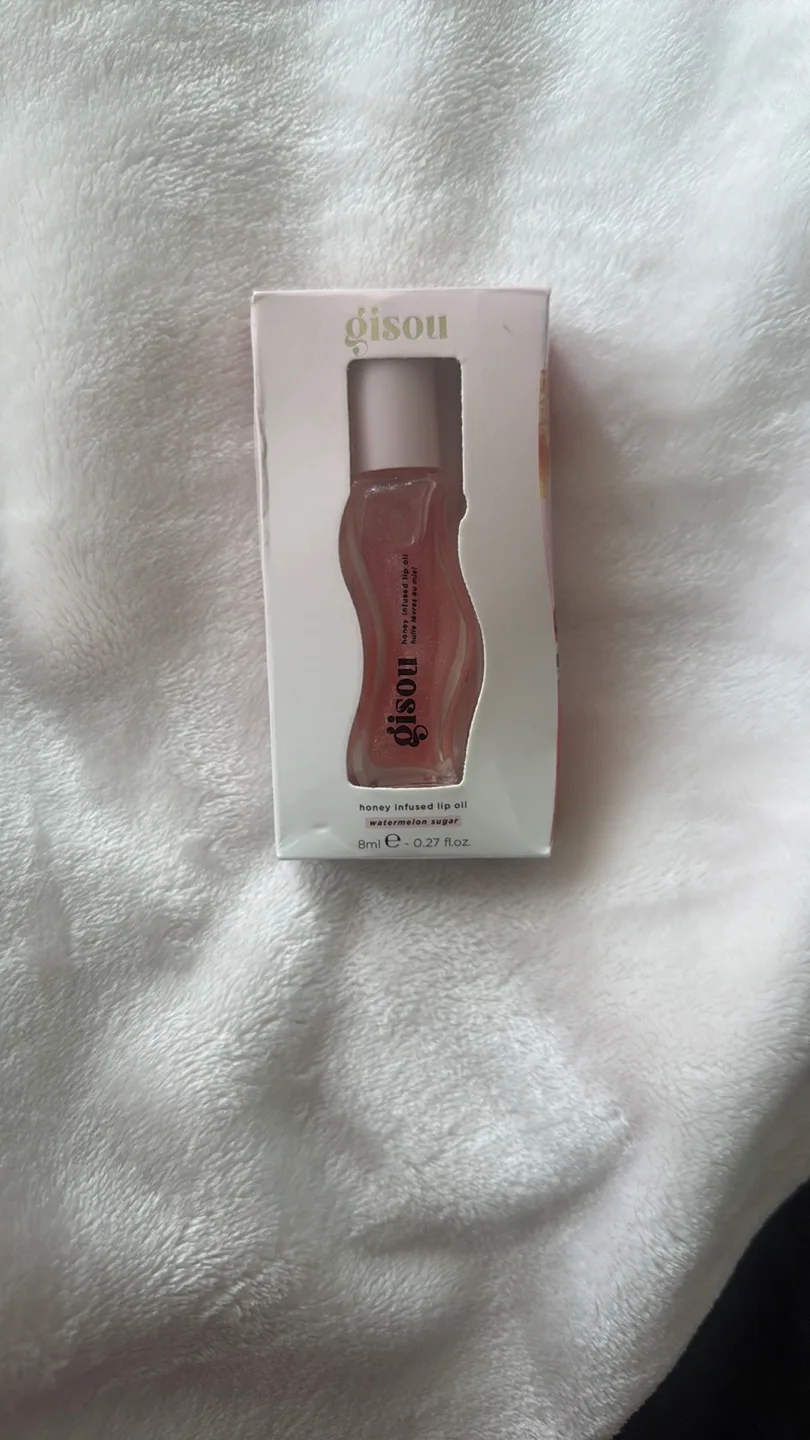 gisou
gisou
honey infused lip oil
huile lèvres au miel
honey infused lip oil
watermelon sugar
8ml ℮ - 0.27 fl.oz.